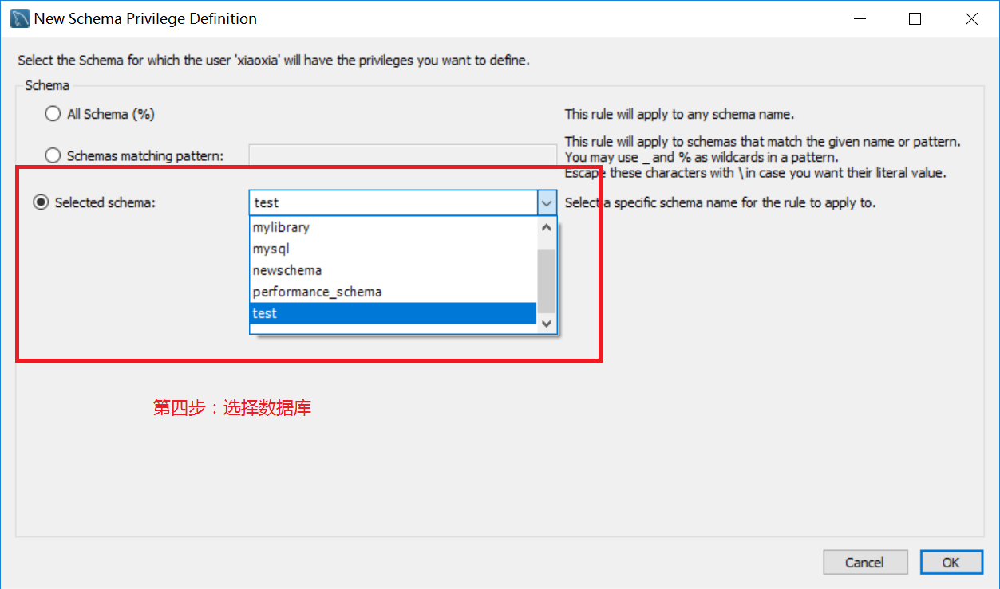 New Schema Privilege Definition
Select the Schema for which the user 'xiaoxia' will have the privileges you want to define.
Schema
All Schema (%)
This rule will apply to any schema name.
Schemas matching pattern:
This rule will apply to schemas that match the given name or pattern.
You may use _ and % as wildcards in a pattern.
Escape these characters with \ in case you want their literal value.
Selected schema:
test
Select a specific schema name for the rule to apply to.
mylibrary
mysql
newschema
performance_schema
test
第四步：选择数据库
Cancel
OK